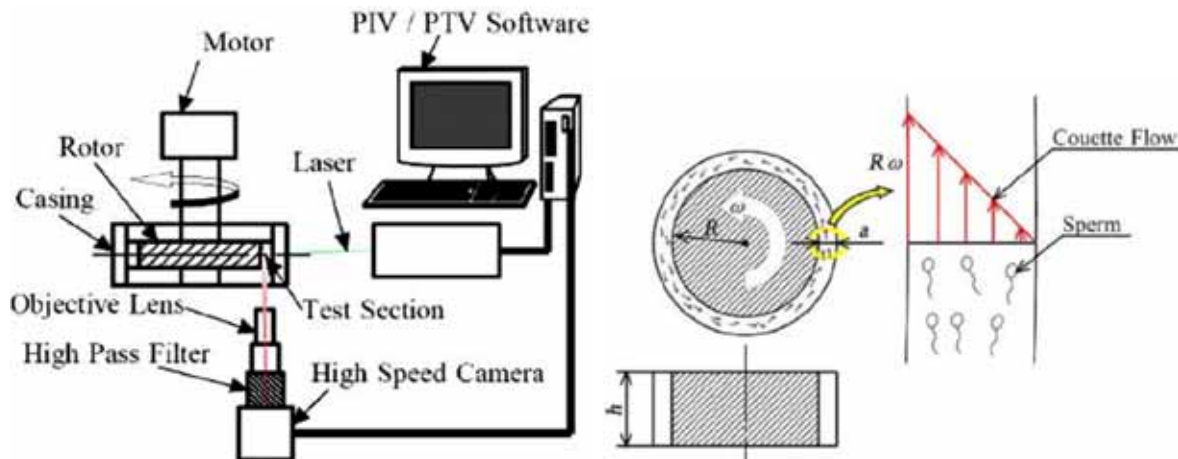 PIV / PTV Software
Motor
Rotor
Laser
Casing
Test Section
Objective Lens
High Pass Filter
High Speed Camera
Rω
Couette Flow
ω
R
a
Sperm
h